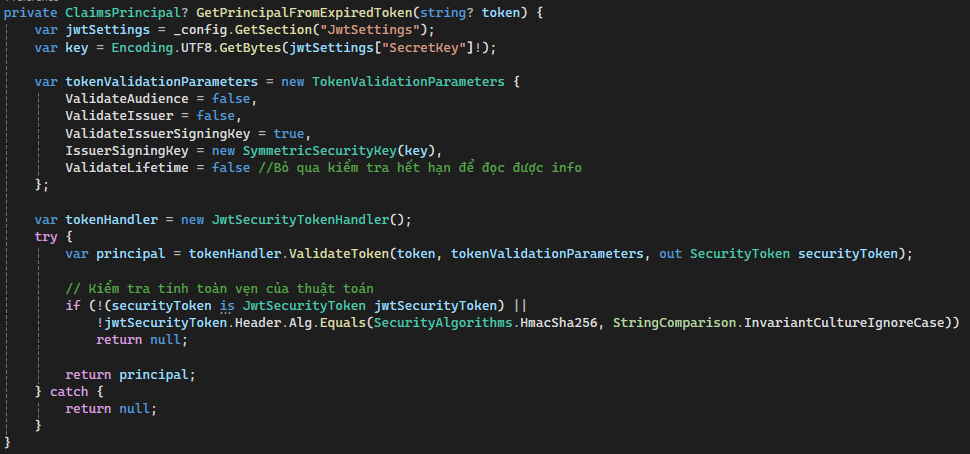 private ClaimsPrincipal? GetPrincipalFromExpiredToken(string? token) {
var jwtSettings = _config.GetSection("JwtSettings");
var key = Encoding.UTF8.GetBytes(jwtSettings["SecretKey"]!);
var tokenValidationParameters = new TokenValidationParameters {
ValidateAudience = false,
ValidateIssuer = false,
ValidateIssuerSigningKey = true,
IssuerSigningKey = new SymmetricSecurityKey(key),
ValidateLifetime = false //Bỏ qua kiểm tra hết hạn để đọc được info
};
var tokenHandler = new JwtSecurityTokenHandler();
try {
var principal = tokenHandler.ValidateToken(token, tokenValidationParameters, out SecurityToken securityToken);
// Kiểm tra tính toàn vẹn của thuật toán
if (!(securityToken is JwtSecurityToken jwtSecurityToken) ||
!jwtSecurityToken.Header.Alg.Equals(SecurityAlgorithms.HmacSha256, StringComparison.InvariantCultureIgnoreCase))
return null;
return principal;
} catch {
return null;
}
}